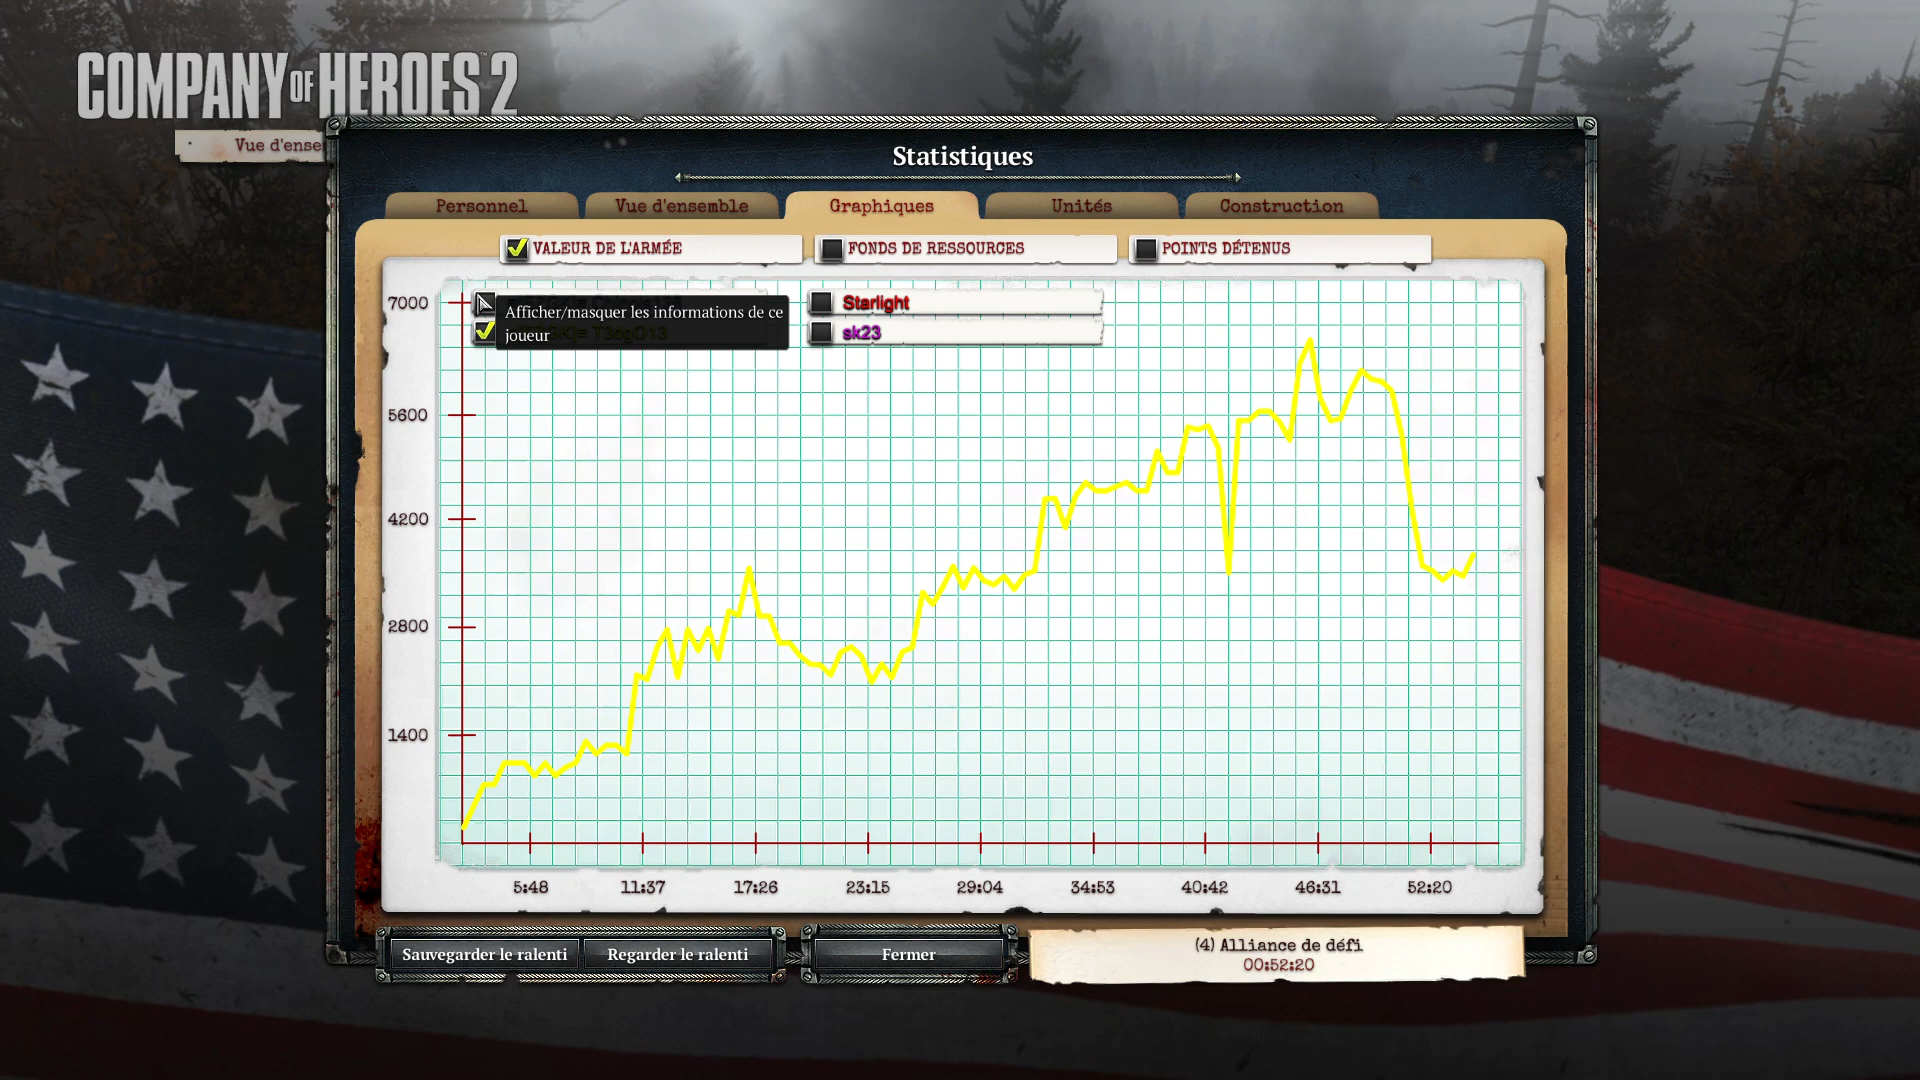 COMPANY OF HEROES 2
Vue d'ense
Statistiques
Personnel
Vue d'ensemble
Graphiques
Unités
Construction
VALEUR DE L'ARMÉE
FONDS DE RESSOURCES
POINTS DÉTENUS
7000
Starlight
Afficher/masquer les informations de ce
joueur
sk23
5600
4200
2800
1400
5:48
11:37
17:26
23:15
29:04
34:53
40:42
46:31
52:20
Sauvegarder le ralenti
Regarder le ralenti
Fermer
(4) Alliance de défi
00:52:20